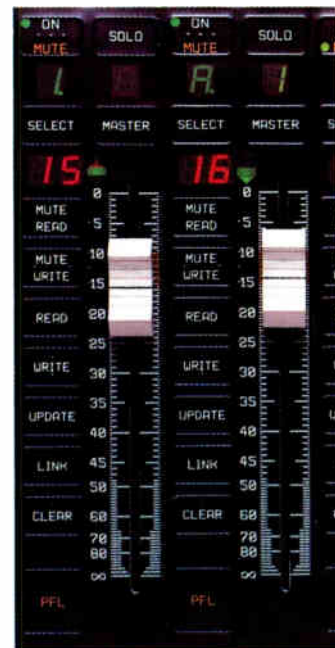 ON SOLO ON SOLO
MUTE MUTE
I. A. 1
SELECT MASTER SELECT MASTER
15 16
0 0
MUTE READ 5 MUTE READ 5
MUTE WRITE 10 MUTE WRITE 10
15 15
READ 20 READ 20
25 25
WRITE 30 WRITE 30
35 35
UPDATE 40 UPDATE 40
LINK 45 LINK 45
50 50
CLEAR 60 CLEAR 60
70 70
80 80
∞ ∞
PFL PFL